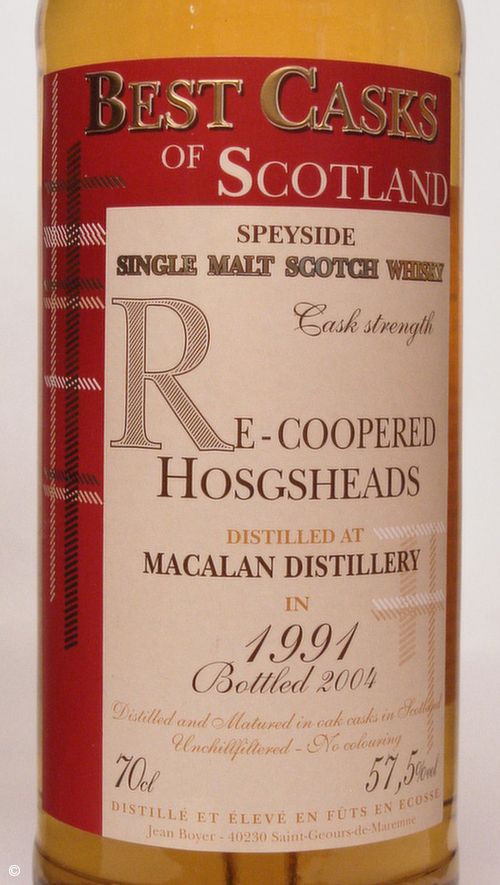 BEST CASKS
OF SCOTLAND
SPEYSIDE
SINGLE MALT SCOTCH WHISKY
Cask strength
RE-COOPERED
HOSGSHEADS
DISTILLED AT
MACALAN DISTILLERY
IN
1991
Bottled 2004
Distilled and Matured in oak casks in Scotland
Unchillfiltered - No colouring
70cl 57,5%vol
DISTILLÉ ET ÉLEVÉ EN FÛTS EN ECOSSE
Jean Boyer - 40230 Saint-Geours-de-Maremne
©